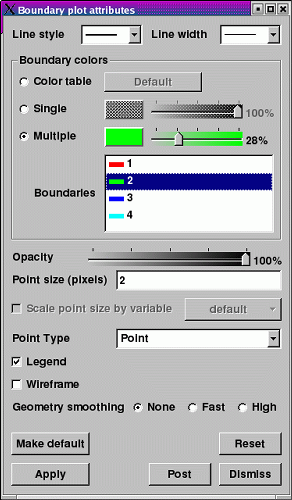 Boundary plot attributes
Line style Line width
Boundary colors
Color table Default
Single 100%
Multiple 28%
Boundaries
1
2
3
4
Opacity 100%
Point size (pixels) 2
Scale point size by variable default
Point Type Point
Legend
Wireframe
Geometry smoothing None Fast High
Make default Reset
Apply Post Dismiss